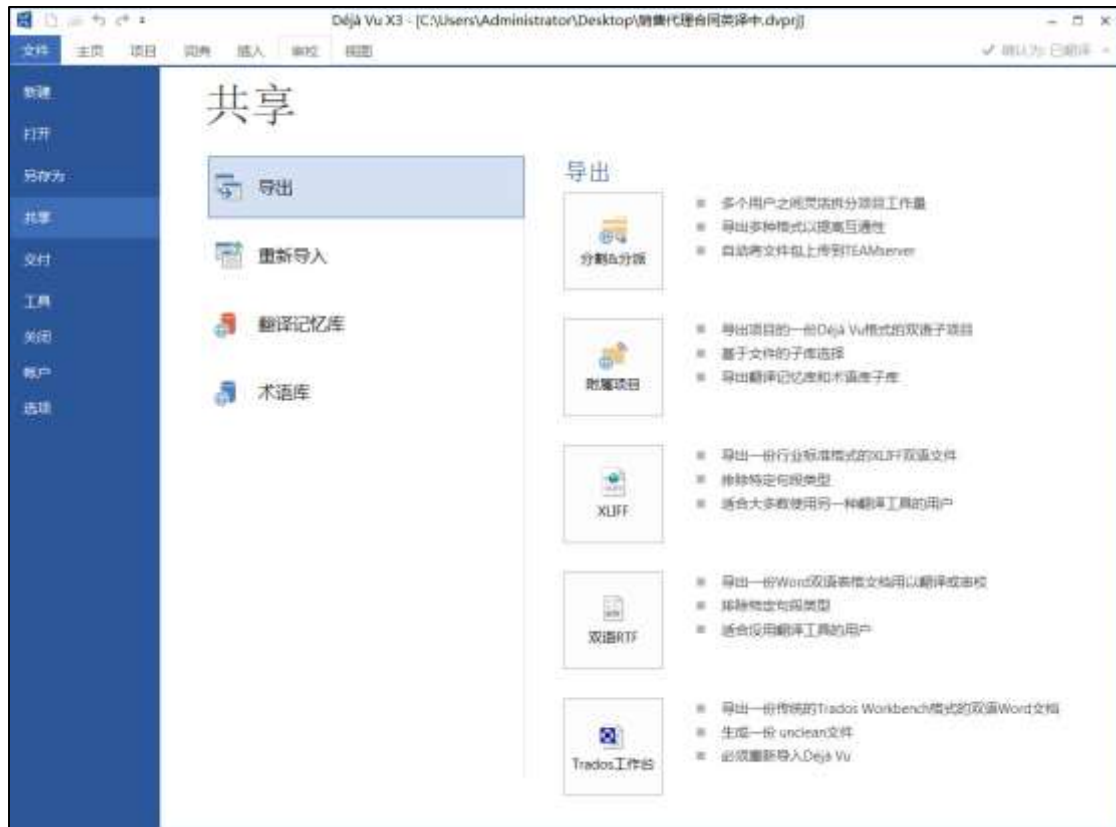 Déjà Vu X3 - [C:\Users\Administrator\Desktop\销售代理合同英译中.dvprj]
文件 主页 项目 词典 插入 审校 视图 确认为: 已翻译
新建
打开
另存为
共享
交付
工具
关闭
帐户
选项
共享
导出
重新导入
翻译记忆库
术语库
导出
分割&分派
多个用户之间灵活拆分项目工作量
导出多种格式以提高互通性
自动将文件包上传到TEAMserver
附属项目
导出项目的一份Déjà Vu格式的双语子项目
基于文件的子库选择
导出翻译记忆库和术语库子库
XLIFF
导出一份行业标准格式的XLIFF双语文件
排除特定句段类型
适合大多数使用另一种翻译工具的用户
双语RTF
导出一份Word双语表格文档用以翻译或审校
排除特定句段类型
适合没用翻译工具的用户
Trados工作台
导出一份传统的Trados Workbench格式的双语Word文档
生成一份 unclean文件
必须重新导入Déjà Vu